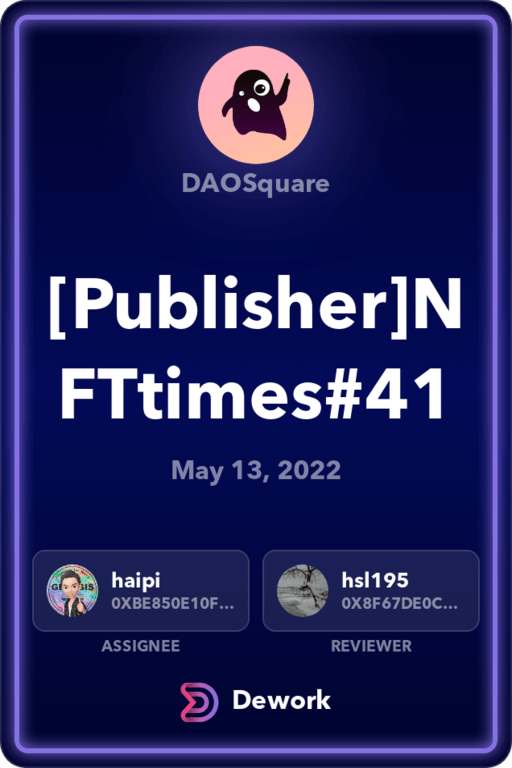 DAOSquare
[Publisher]N
FTtimes#41
May 13, 2022
haipi
0XBE850E10F...
hsl195
0X8F67DE0C...
ASSIGNEE
REVIEWER
Dework